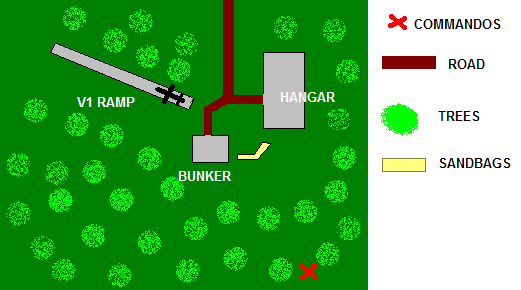 COMMANDOS
ROAD
HANGAR
V1 RAMP
TREES
SANDBAGS
BUNKER